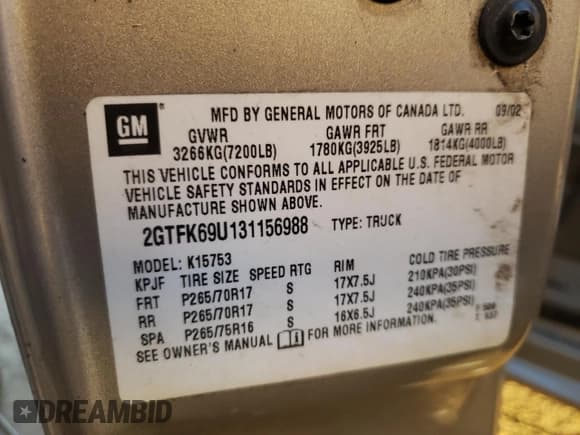 GM
MFD BY GENERAL MOTORS OF CANADA LTD. 09/02
GVWR GAWR FRT GAWR RR
3266KG(7200LB) 1780KG(3925LB) 1814KG(4000LB)
THIS VEHICLE CONFORMS TO ALL APPLICABLE U.S. FEDERAL MOTOR
VEHICLE SAFETY STANDARDS IN EFFECT ON THE DATE OF
MANUFACTURE SHOWN ABOVE.
2GTFK69U131156988 TYPE: TRUCK
MODEL: K15753
KPJF TIRE SIZE SPEED RTG RIM COLD TIRE PRESSURE
FRT P265/70R17 S 17X7.5J 210KPA(30PSI)
RR P265/70R17 S 17X7.5J 240KPA(35PSI)
SPA P265/75R16 S 16X6.5J 240KPA(35PSI)
SEE OWNER'S MANUAL FOR MORE INFORMATION.
DREAMBID